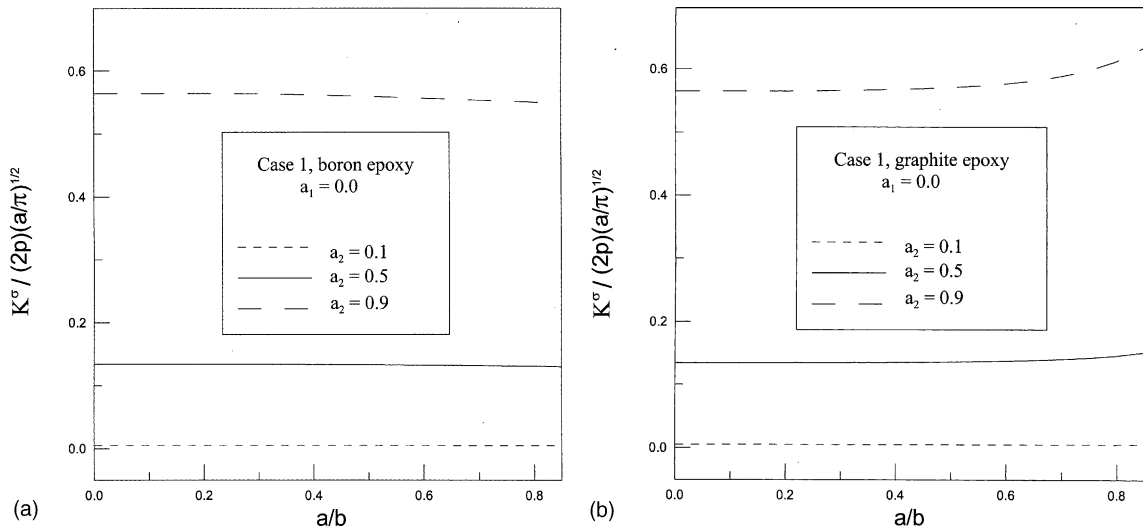 0.6
0.4
0.2
0.0
K^σ / (2p)(a/π)^1/2
Case 1, boron epoxy
a₁ = 0.0
a₂ = 0.1
a₂ = 0.5
a₂ = 0.9
0.0 0.2 0.4 0.6 0.8
a/b
(a)
0.6
0.4
0.2
0.0
K^σ / (2p)(a/π)^1/2
Case 1, graphite epoxy
a₁ = 0.0
a₂ = 0.1
a₂ = 0.5
a₂ = 0.9
0.0 0.2 0.4 0.6 0.8
a/b
(b)